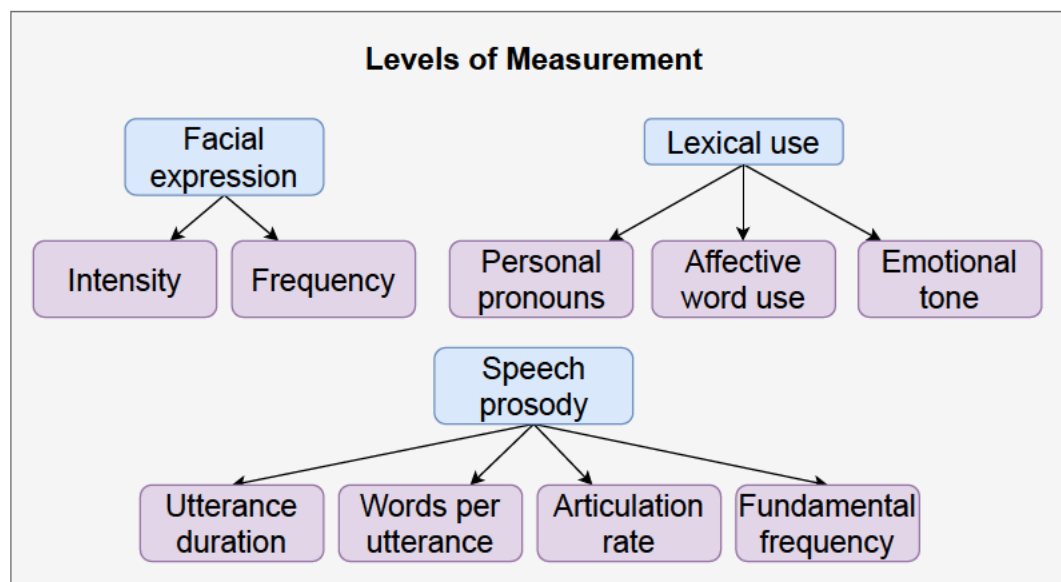 Levels of Measurement
Facial
expression
Lexical use
Intensity
Frequency
Personal
pronouns
Affective
word use
Emotional
tone
Speech
prosody
Utterance
duration
Words per
utterance
Articulation
rate
Fundamental
frequency